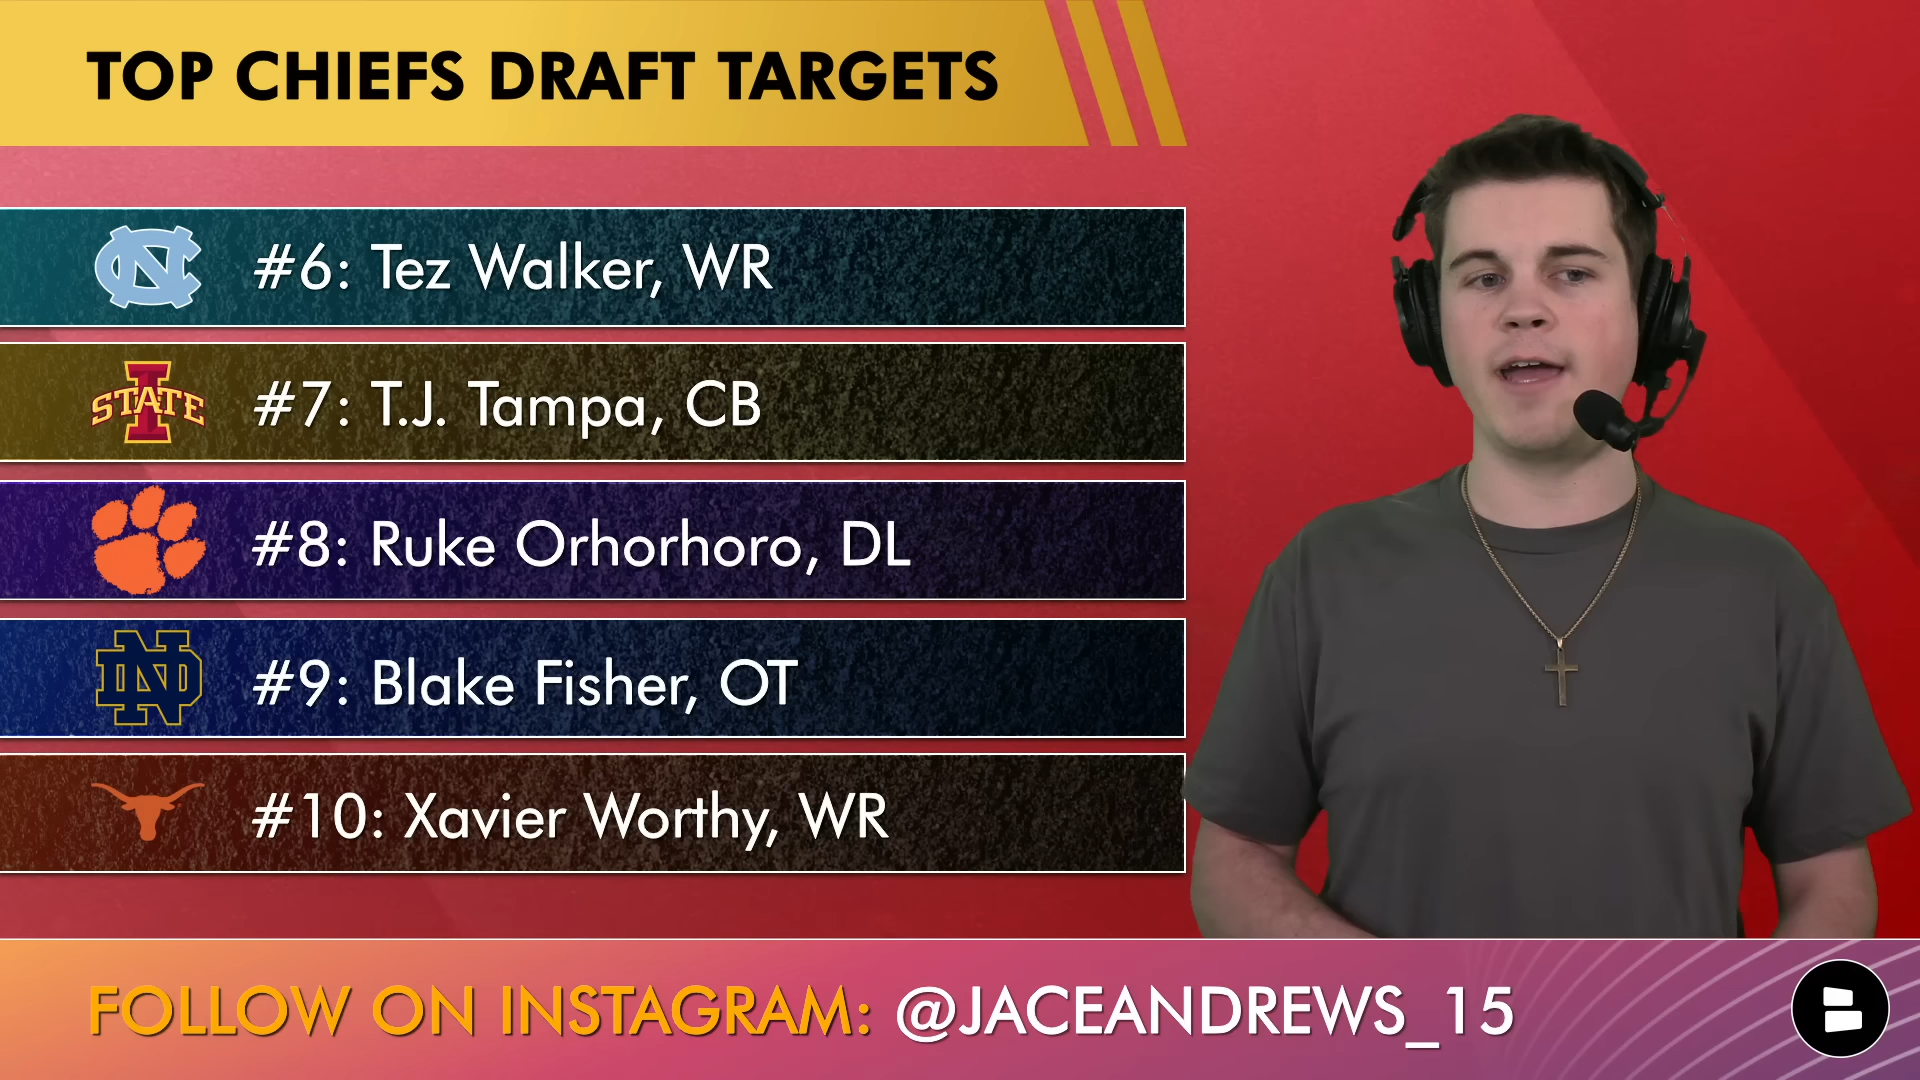 TOP CHIEFS DRAFT TARGETS
NC #6: Tez Walker, WR
I STATE #7: T.J. Tampa, CB
#8: Ruke Orhorhoro, DL
ND #9: Blake Fisher, OT
#10: Xavier Worthy, WR
FOLLOW ON INSTAGRAM: @JACEANDREWS_15